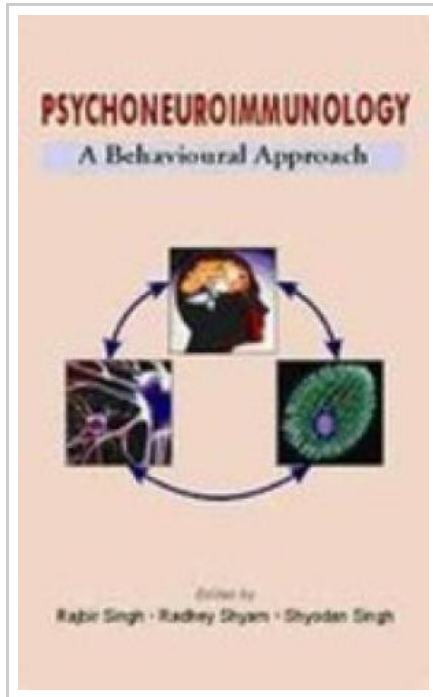 PSYCHONEUROIMMUNOLOGY
A Behavioural Approach
Edited by
Rajbir Singh · Radhey Shyam · Shyodan Singh